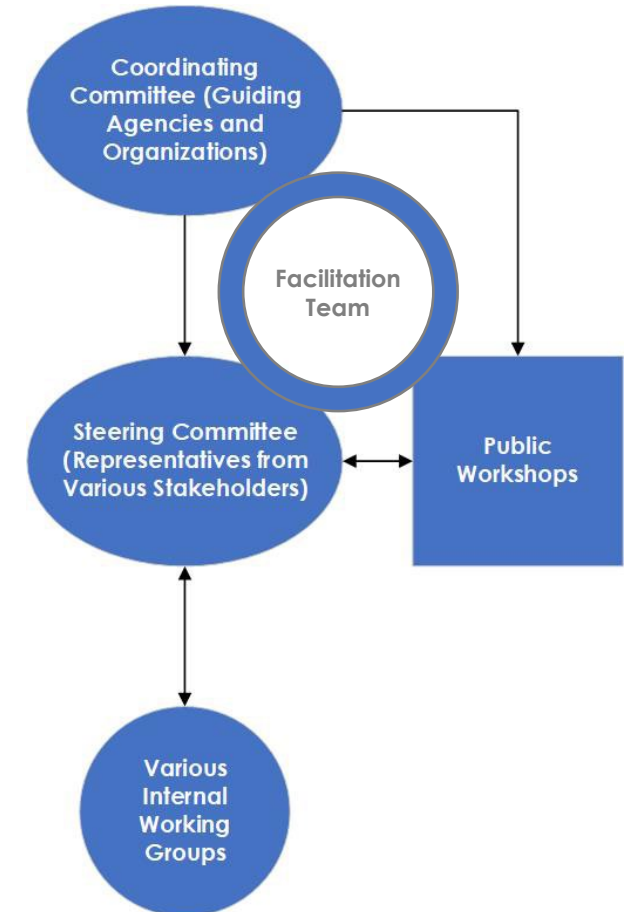 Coordinating
Committee (Guiding
Agencies and
Organizations)
Facilitation
Team
Steering Committee
(Representatives from
Various Stakeholders)
Public
Workshops
Various
Internal
Working
Groups